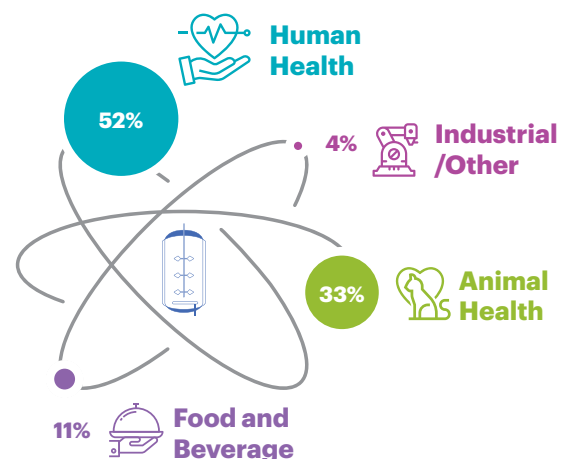 Human
Health
52%
4%
Industrial
/Other
33%
Animal
Health
11%
Food and
Beverage